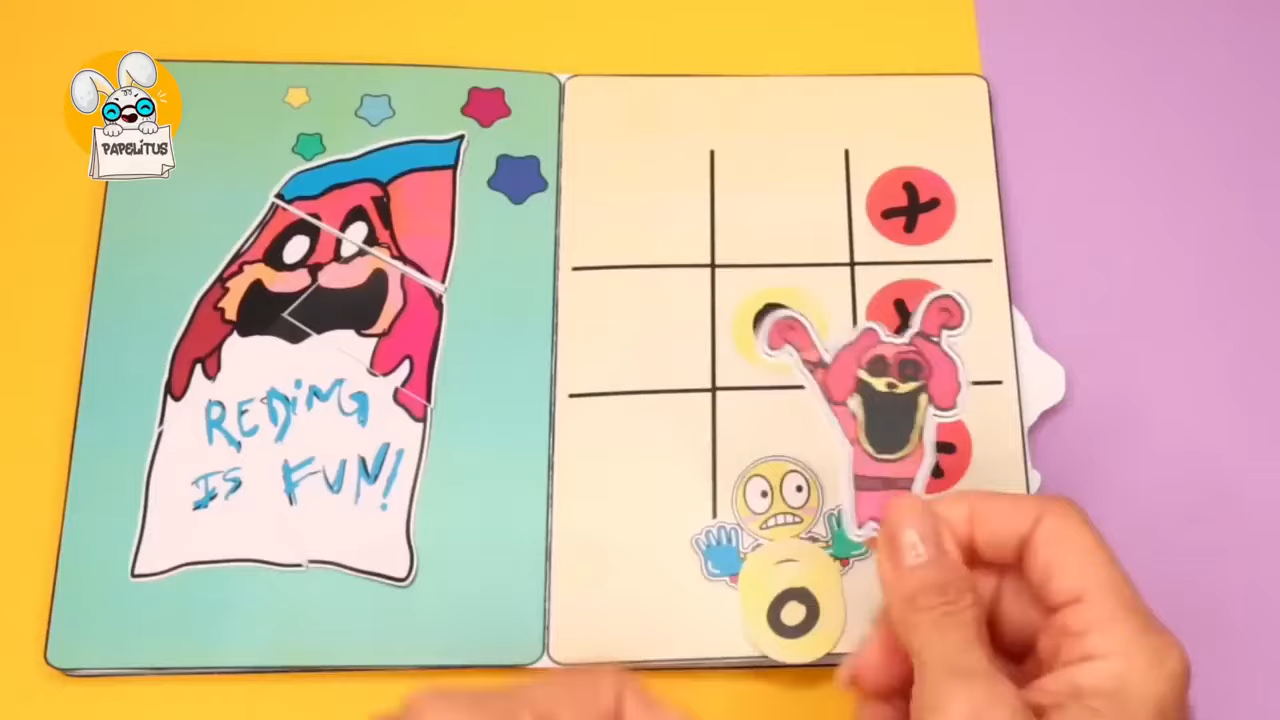 PAPELITUS
REDING
IS FUN!
X
X
O